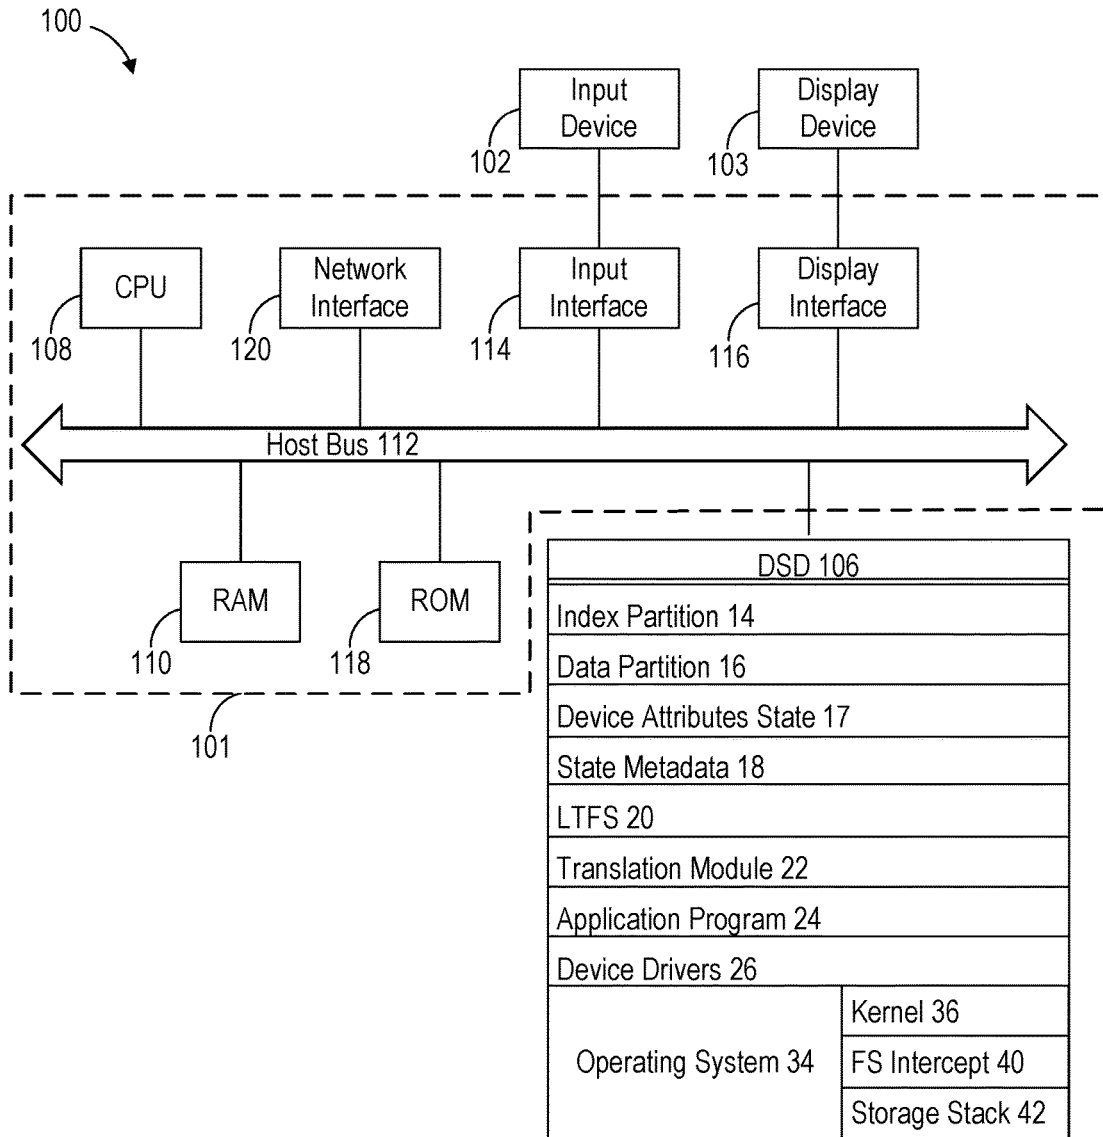 100
Input
Device
102
Display
Device
103
CPU
108
Network
Interface
120
Input
Interface
114
Display
Interface
116
Host Bus 112
RAM
110
ROM
118
101
DSD 106
Index Partition 14
Data Partition 16
Device Attributes State 17
State Metadata 18
LTFS 20
Translation Module 22
Application Program 24
Device Drivers 26
Operating System 34
Kernel 36
FS Intercept 40
Storage Stack 42